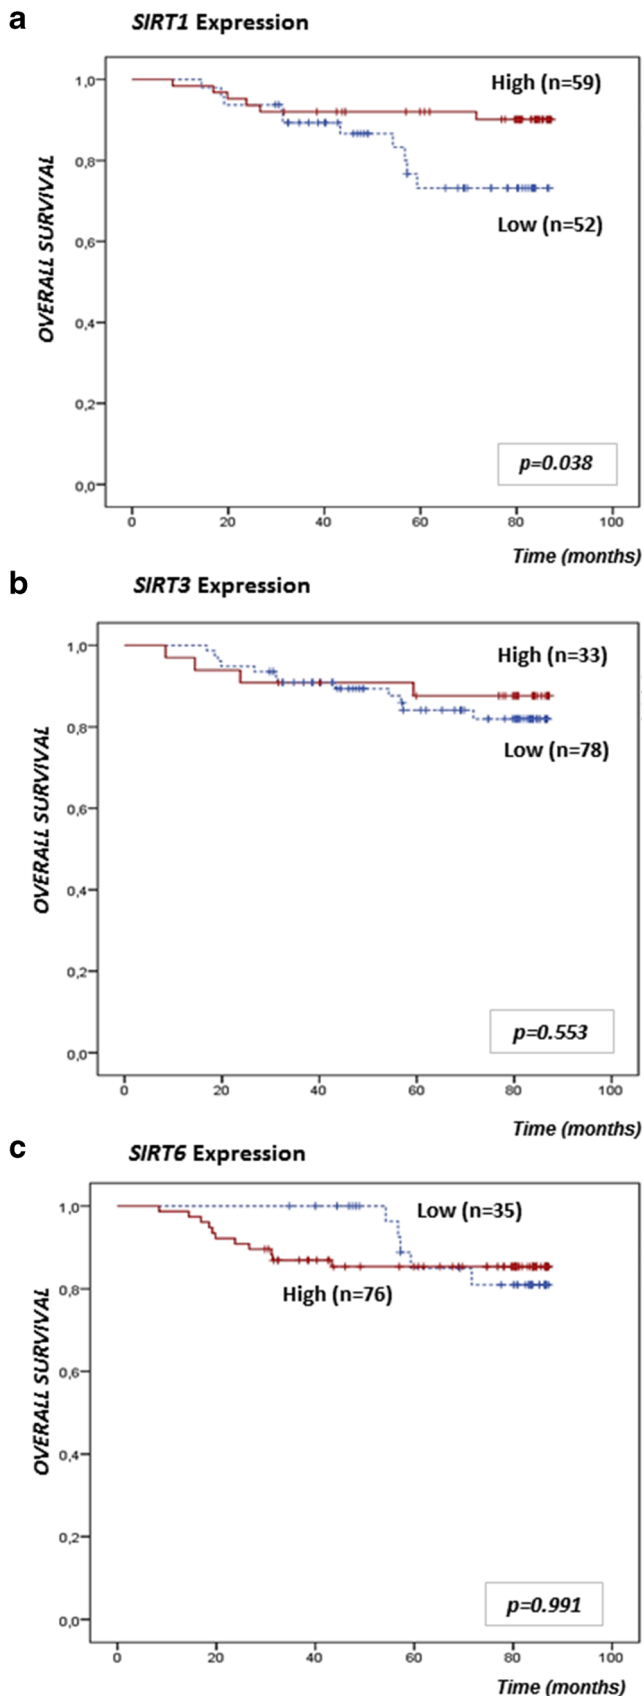 a
SIRT1 Expression
High (n=59)
Low (n=52)
OVERALL SURVIVAL
1,0
0,8
0,6
0,4
0,2
0,0
p=0.038
0 20 40 60 80 100
Time (months)
b
SIRT3 Expression
High (n=33)
Low (n=78)
OVERALL SURVIVAL
1,0
0,8
0,6
0,4
0,2
0,0
p=0.553
0 20 40 60 80 100
Time (months)
c
SIRT6 Expression
Low (n=35)
High (n=76)
OVERALL SURVIVAL
1,0
0,8
0,6
0,4
0,2
0,0
p=0.991
0 20 40 60 80 100
Time (months)